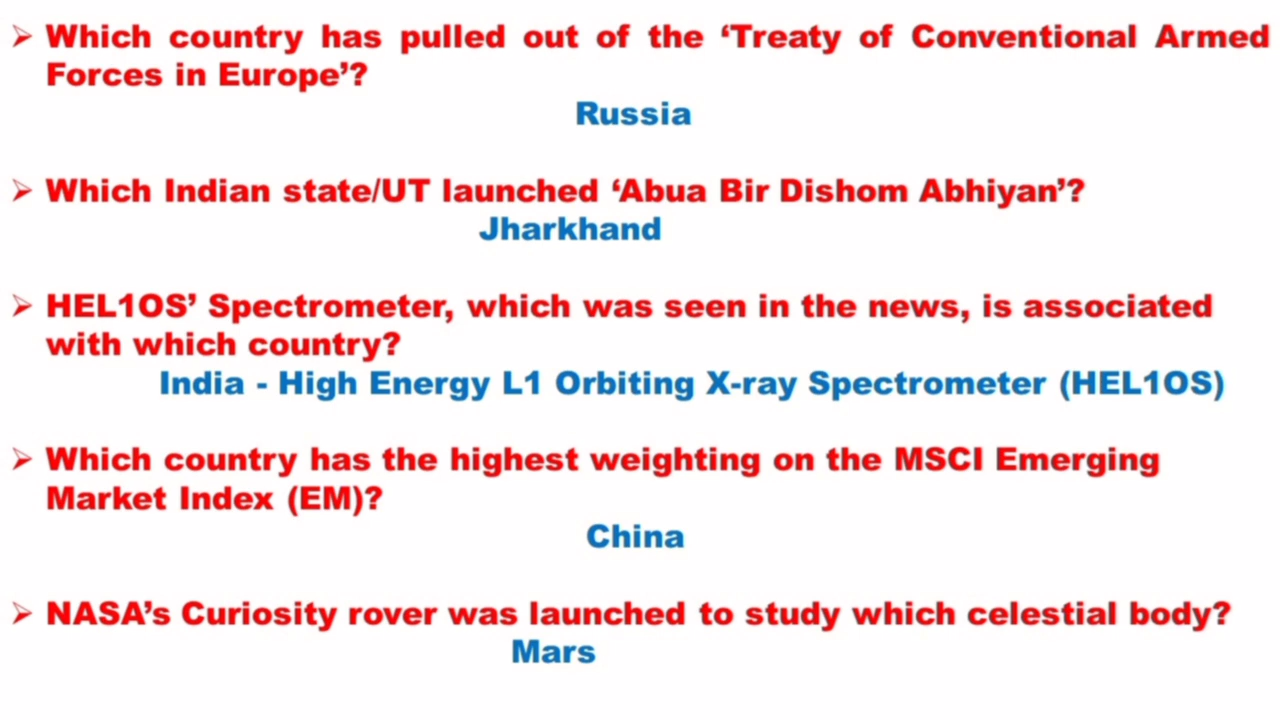 ➢ Which country has pulled out of the ‘Treaty of Conventional Armed
Forces in Europe’?
Russia
➢ Which Indian state/UT launched ‘Abua Bir Dishom Abhiyan’?
Jharkhand
➢ HEL1OS’ Spectrometer, which was seen in the news, is associated
with which country?
India - High Energy L1 Orbiting X-ray Spectrometer (HEL1OS)
➢ Which country has the highest weighting on the MSCI Emerging
Market Index (EM)?
China
➢ NASA’s Curiosity rover was launched to study which celestial body?
Mars